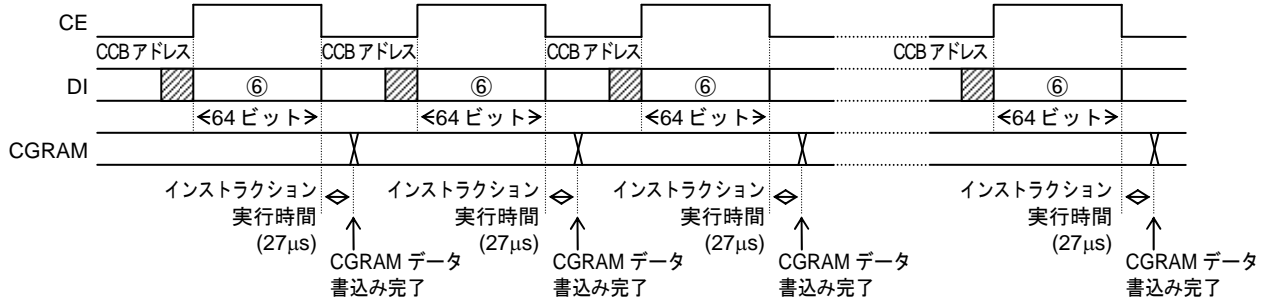 CE
CCB アドレス CCB アドレス CCB アドレス CCB アドレス
DI ⑥ ⑥ ⑥ ⑥
64 ビット 64 ビット 64 ビット 64 ビット
CGRAM
インストラクション インストラクション インストラクション インストラクション
実行時間 実行時間 実行時間 実行時間
(27μs) (27μs) (27μs) (27μs)
CGRAM データ CGRAM データ CGRAM データ CGRAM データ
書込み完了 書込み完了 書込み完了 書込み完了